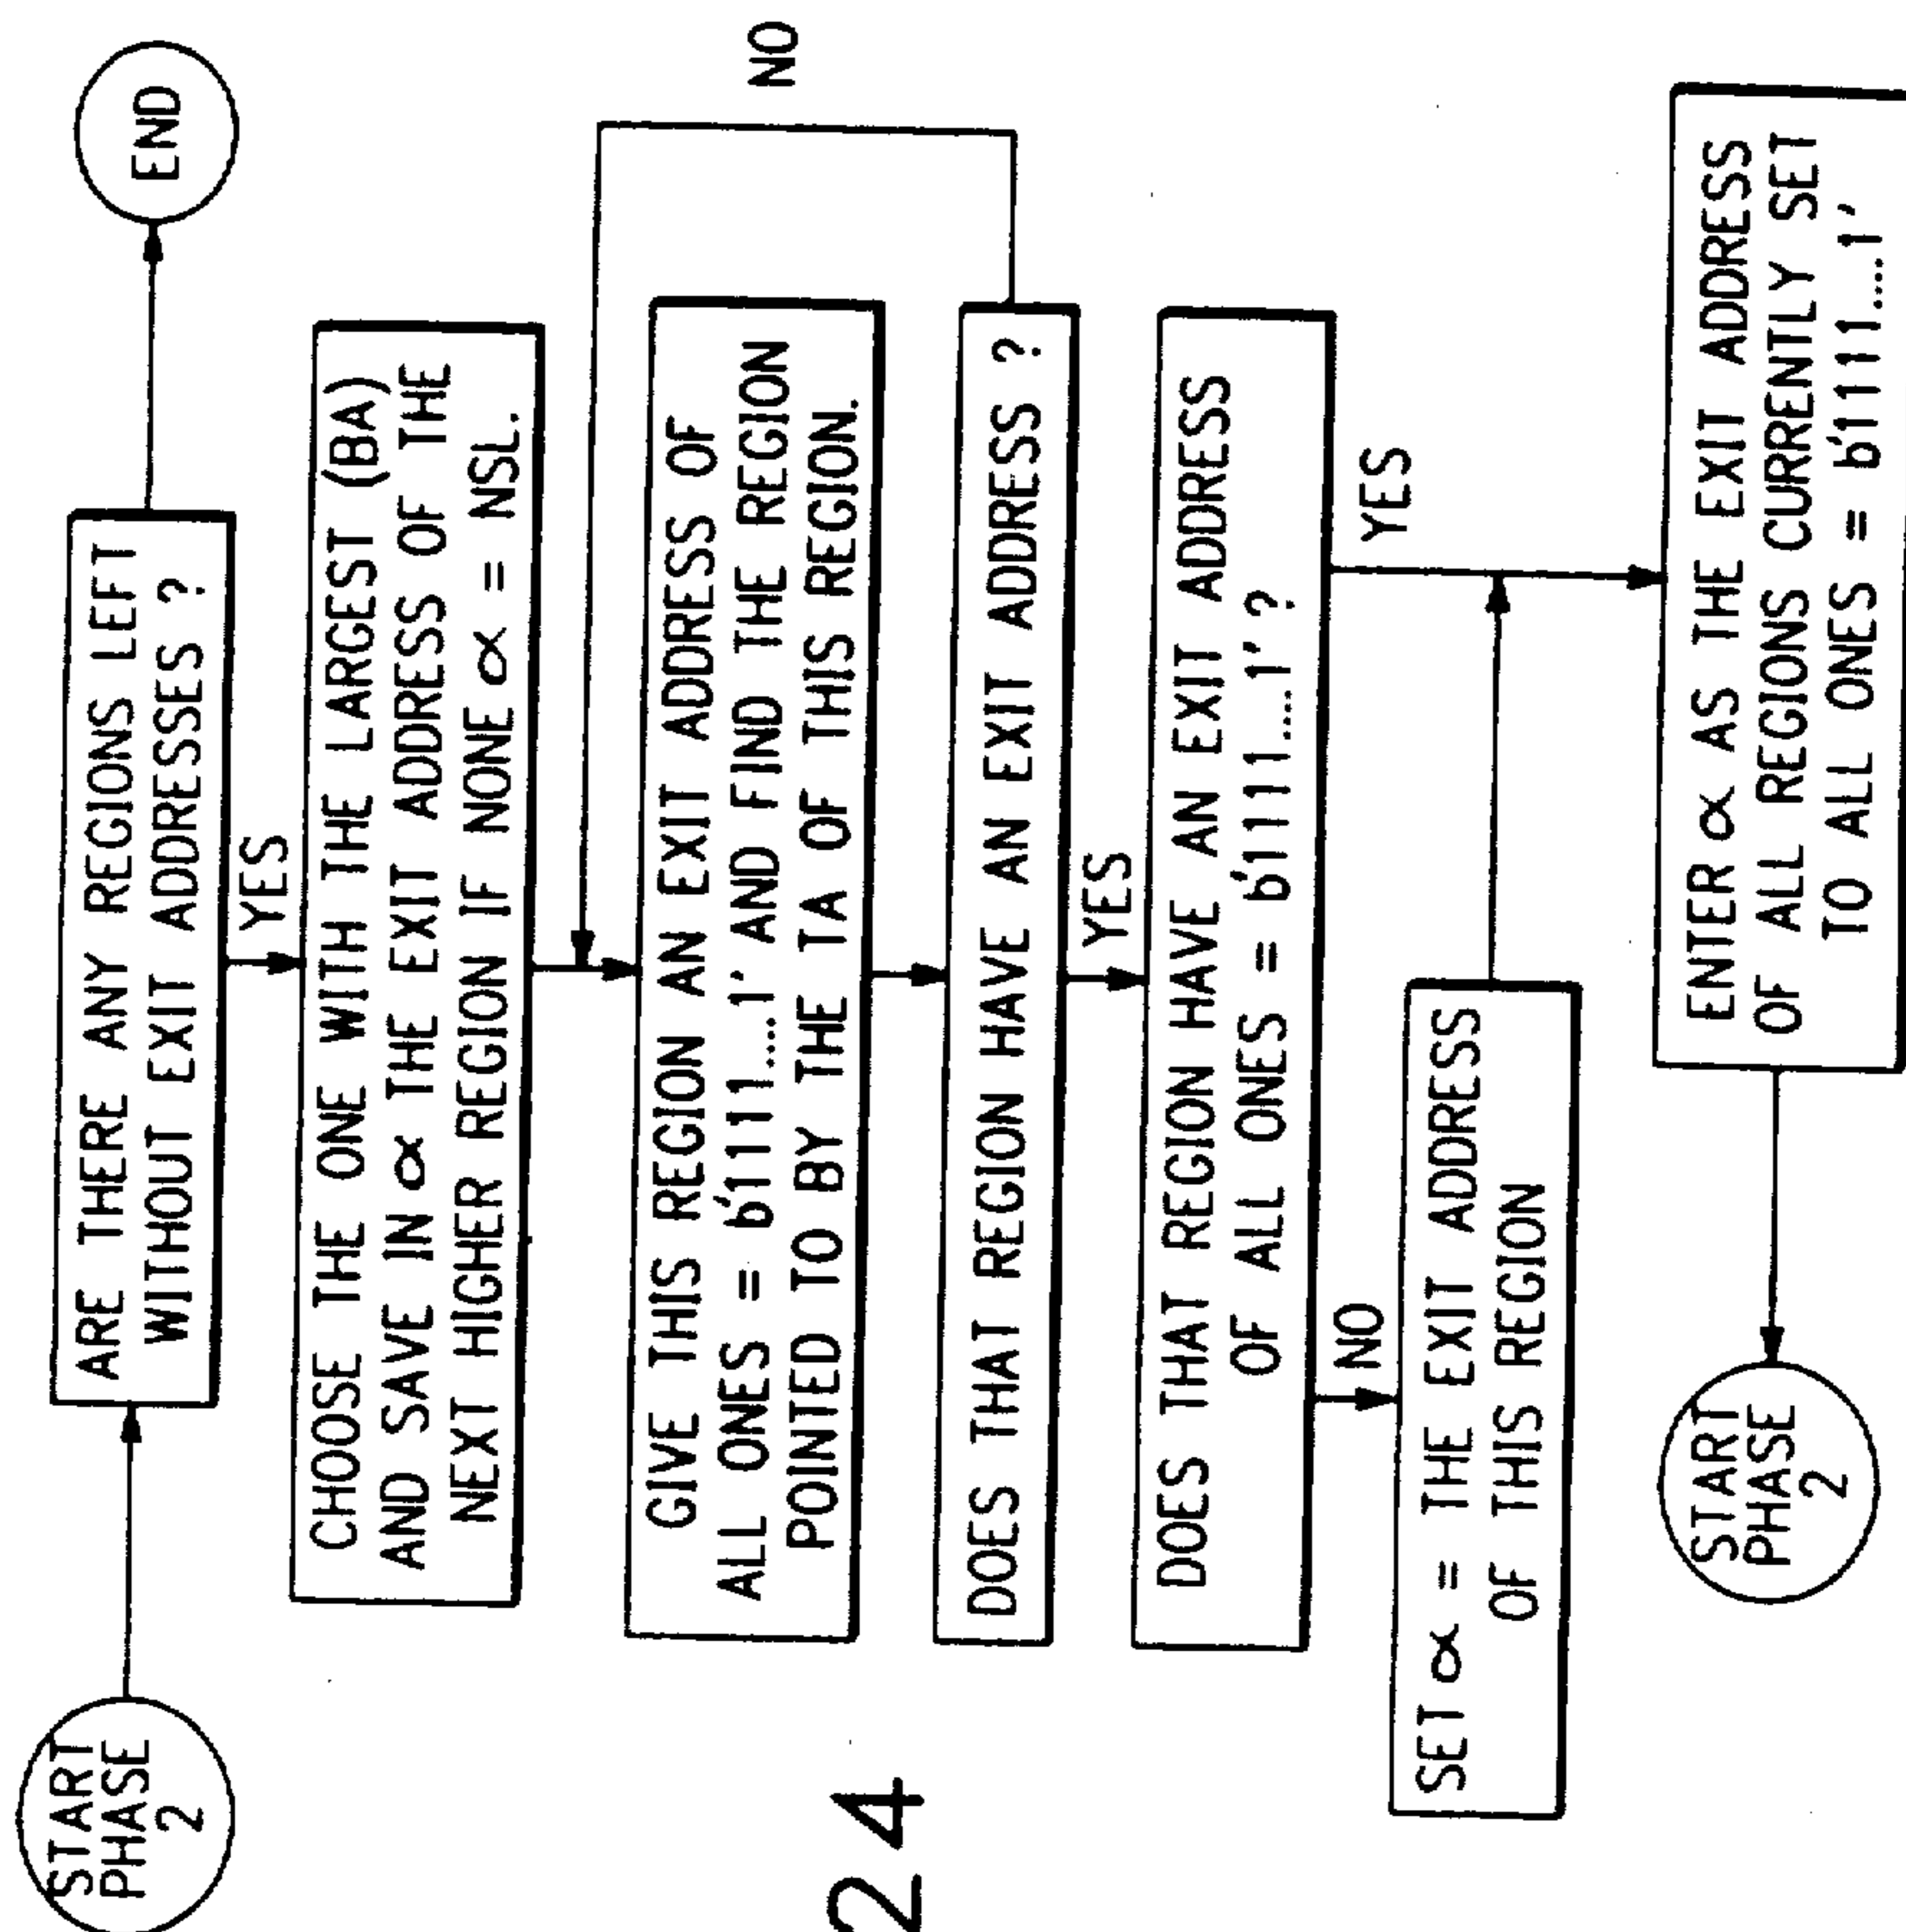 START
PHASE
2
ARE THERE ANY REGIONS LEFT
WITHOUT EXIT ADDRESSES ?
END
YES
CHOOSE THE ONE WITH THE LARGEST (BA)
AND SAVE IN α THE EXIT ADDRESS OF THE
NEXT HIGHER REGION IF NONE α = NSL.
GIVE THIS REGION AN EXIT ADDRESS OF
ALL ONES = b'1111....1' AND FIND THE REGION
POINTED TO BY THE TA OF THIS REGION.
NO
DOES THAT REGION HAVE AN EXIT ADDRESS ?
YES
DOES THAT REGION HAVE AN EXIT ADDRESS
OF ALL ONES = b'1111....1' ?
NO
YES
SET α = THE EXIT ADDRESS
OF THIS REGION
ENTER α AS THE EXIT ADDRESS
OF ALL REGIONS CURRENTLY SET
TO ALL ONES = b'1111....1'
START
PHASE
2
24